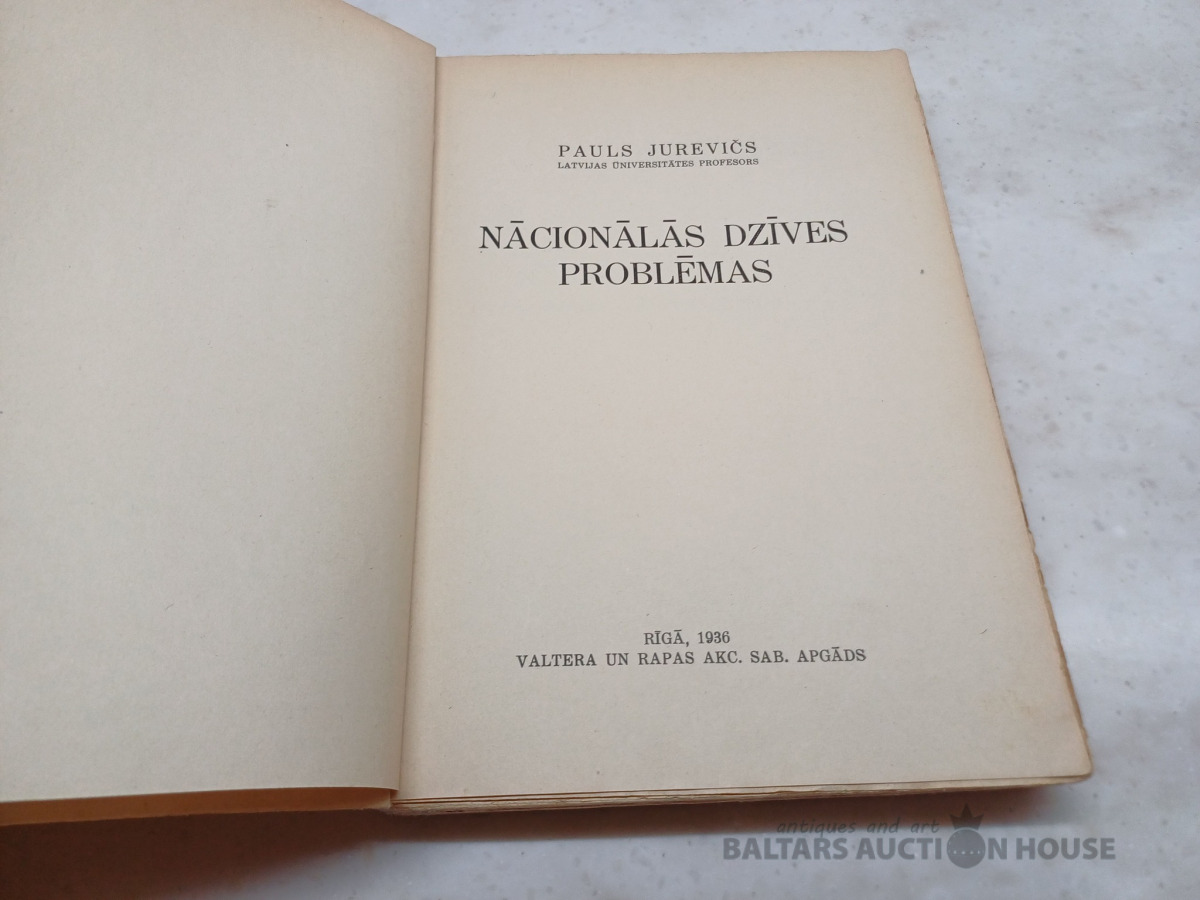 PAULS JUREVIČS
LATVIJAS ŪNIVERSITĀTES PROFESORS
NĀCIONĀLĀS DZĪVES
PROBLĒMAS
RĪGĀ, 1936
VALTERA UN RAPAS AKC. SAB. APGĀDS
antiques and art
BALTARS AUCTION HOUSE